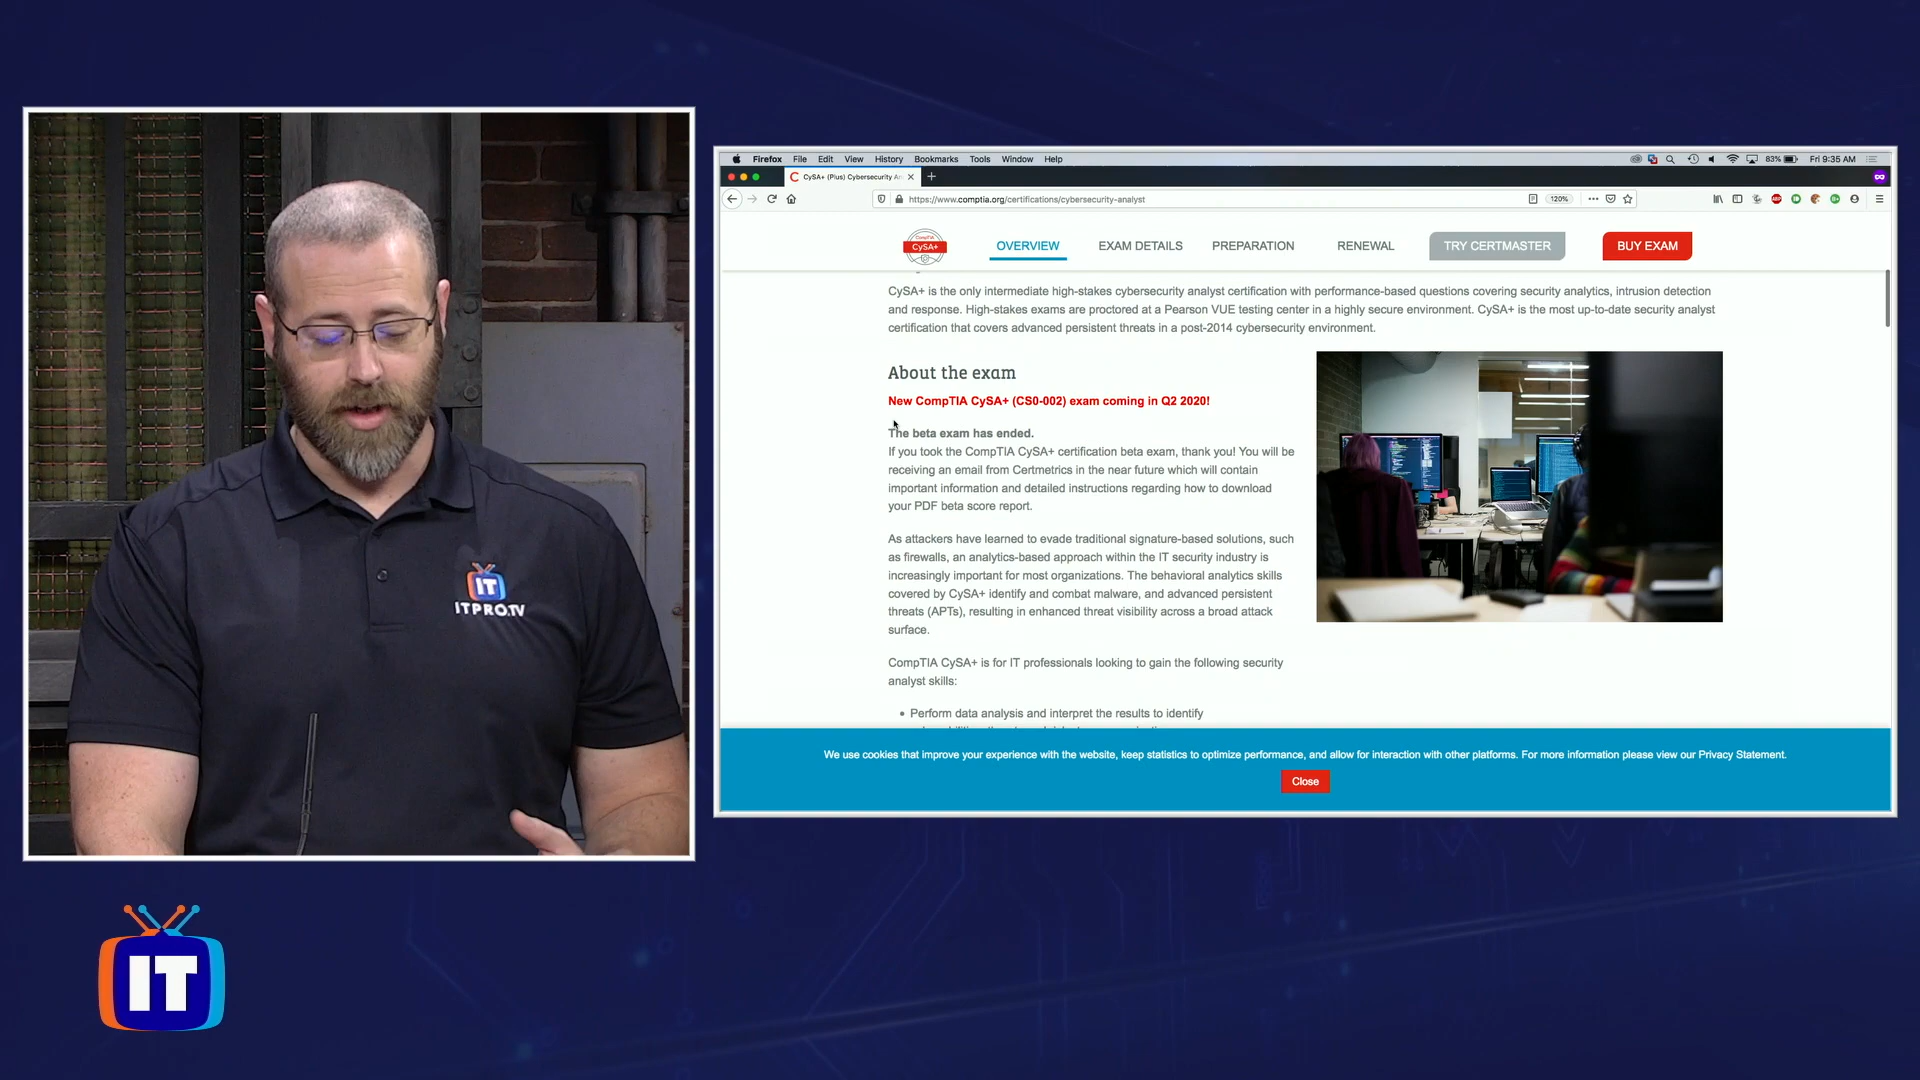 IT
ITPRO.TV
Firefox File Edit View History Bookmarks Tools Window Help
83% Fri 9:35 AM
CySA+ (Plus) Cybersecurity An
https://www.comptia.org/certifications/cybersecurity-analyst
120%
CompTIA
CySA+
OVERVIEW EXAM DETAILS PREPARATION RENEWAL TRY CERTMASTER BUY EXAM
CySA+ is the only intermediate high-stakes cybersecurity analyst certification with performance-based questions covering security analytics, intrusion detection
and response. High-stakes exams are proctored at a Pearson VUE testing center in a highly secure environment. CySA+ is the most up-to-date security analyst
certification that covers advanced persistent threats in a post-2014 cybersecurity environment.
About the exam
New CompTIA CySA+ (CS0-002) exam coming in Q2 2020!
The beta exam has ended.
If you took the CompTIA CySA+ certification beta exam, thank you! You will be
receiving an email from Certmetrics in the near future which will contain
important information and detailed instructions regarding how to download
your PDF beta score report.
As attackers have learned to evade traditional signature-based solutions, such
as firewalls, an analytics-based approach within the IT security industry is
increasingly important for most organizations. The behavioral analytics skills
covered by CySA+ identify and combat malware, and advanced persistent
threats (APTs), resulting in enhanced threat visibility across a broad attack
surface.
CompTIA CySA+ is for IT professionals looking to gain the following security
analyst skills:
• Perform data analysis and interpret the results to identify
We use cookies that improve your experience with the website, keep statistics to optimize performance, and allow for interaction with other platforms. For more information please view our Privacy Statement.
Close
IT